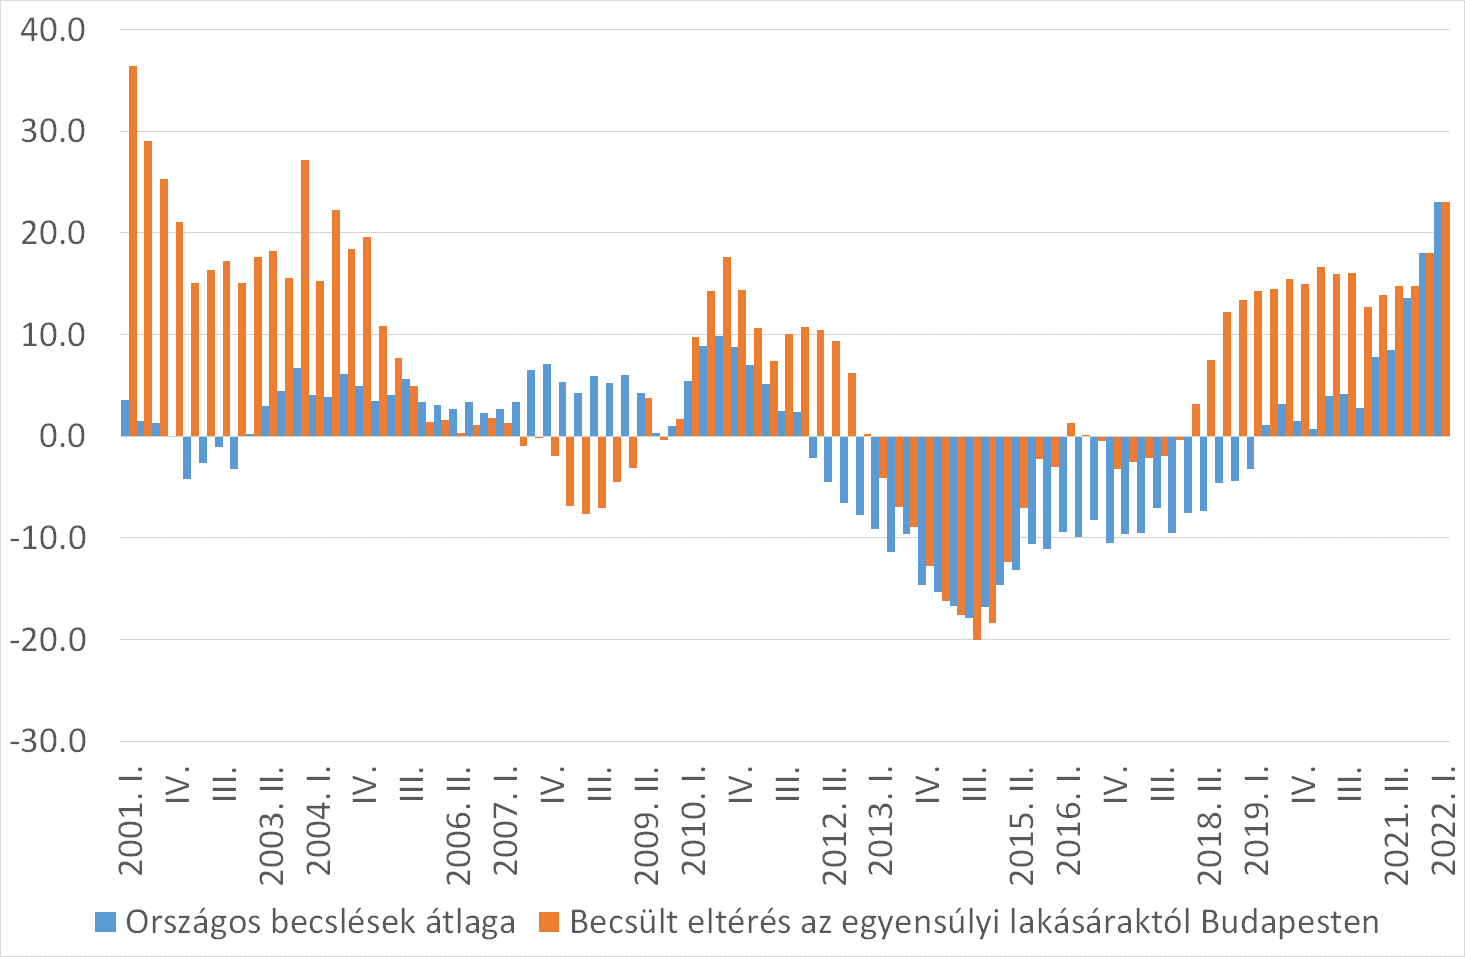 40.0
30.0
20.0
10.0
0.0
-10.0
-20.0
-30.0
2001. I.
IV.
III.
2003. II.
2004. I.
IV.
III.
2006. II.
2007. I.
IV.
III.
2009. II.
2010. I.
IV.
III.
2012. II.
2013. I.
IV.
III.
2015. II.
2016. I.
IV.
III.
2018. II.
2019. I.
IV.
III.
2021. II.
2022. I.
Országos becslések átlaga
Becsült eltérés az egyensúlyi lakásáraktól Budapesten